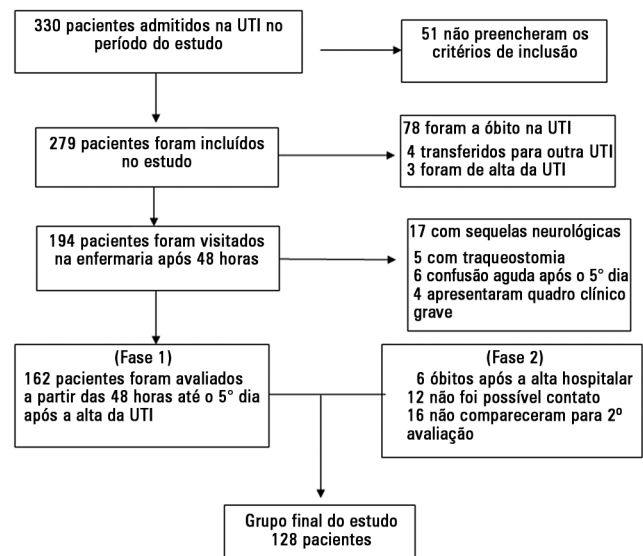 330 pacientes admitidos na UTI no
período do estudo
51 não preencheram os
critérios de inclusão
279 pacientes foram incluídos
no estudo
78 foram a óbito na UTI
4 transferidos para outra UTI
3 foram de alta da UTI
194 pacientes foram visitados
na enfermaria após 48 horas
17 com sequelas neurológicas
5 com traqueostomia
6 confusão aguda após o 5° dia
4 apresentaram quadro clínico
grave
(Fase 1)
162 pacientes foram avaliados
a partir das 48 horas até o 5° dia
após a alta da UTI
(Fase 2)
6 óbitos após a alta hospitalar
12 não foi possível contato
16 não compareceram para 2º
avaliação
Grupo final do estudo
128 pacientes